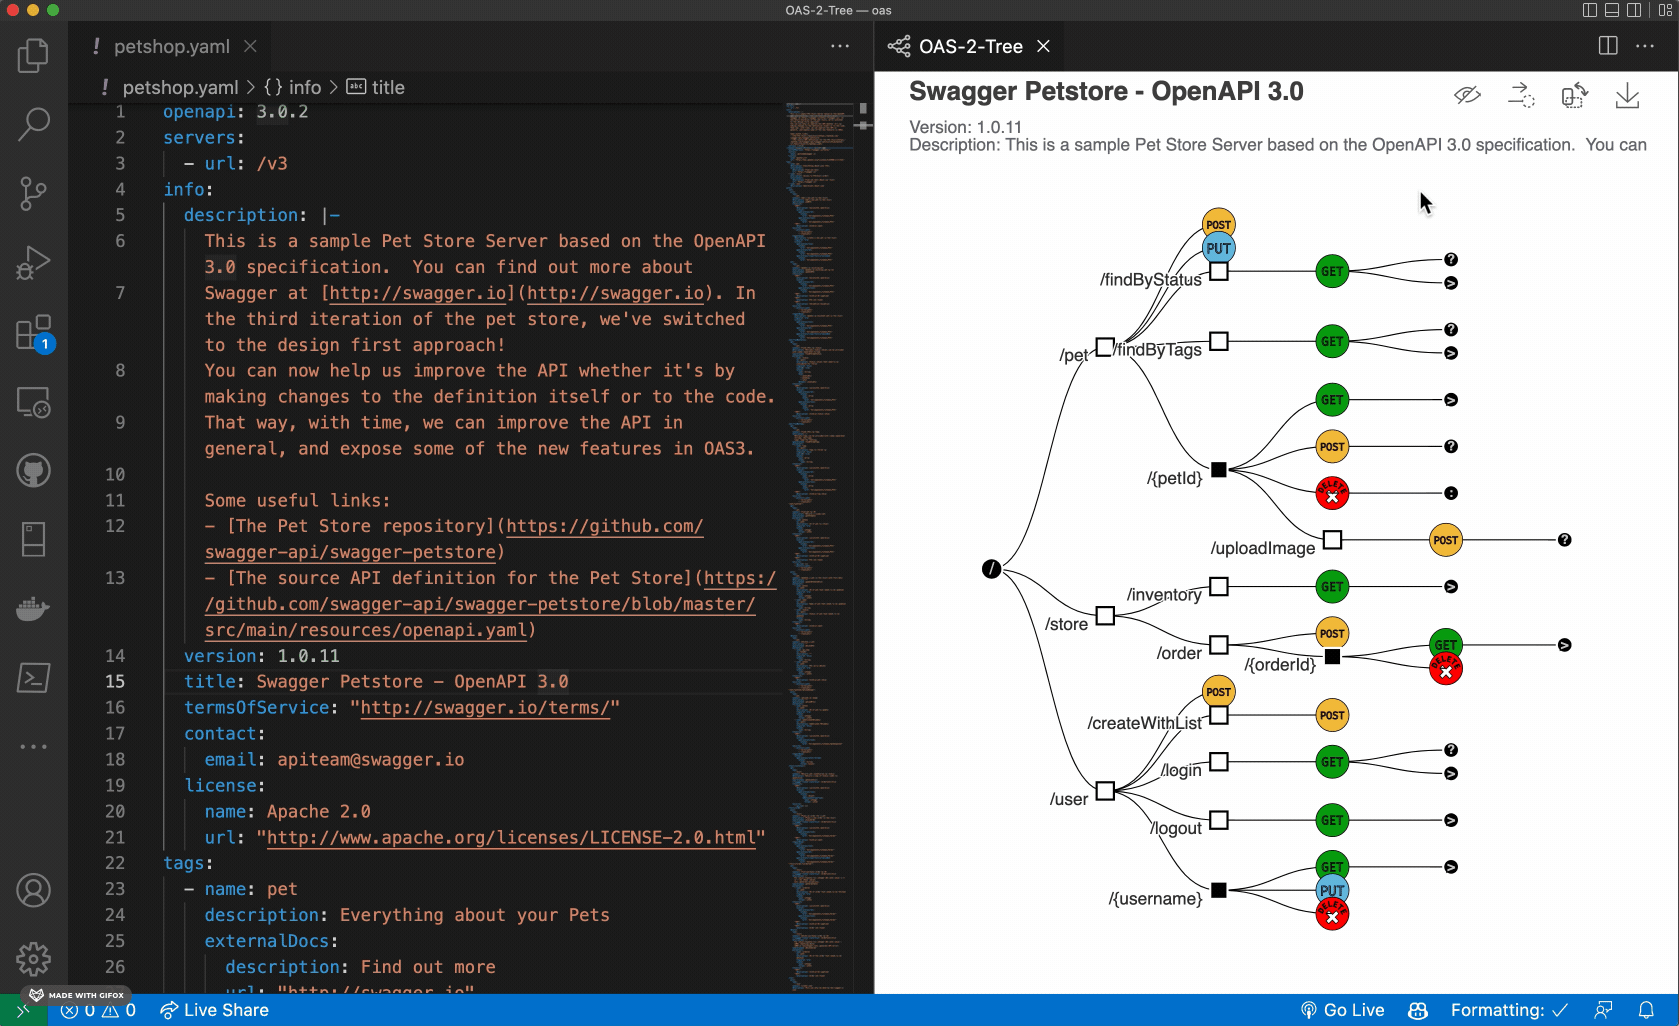 OAS-2-Tree — oas
! petshop.yaml
OAS-2-Tree
! petshop.yaml > {} info > abc title
1 openapi: 3.0.2
2 servers:
3 - url: /v3
4 info:
5 description: |-
6 This is a sample Pet Store Server based on the OpenAPI
3.0 specification.  You can find out more about
7 Swagger at [http://swagger.io](http://swagger.io). In
the third iteration of the pet store, we've switched
to the design first approach!
8 You can now help us improve the API whether it's by
making changes to the definition itself or to the code.
9 That way, with time, we can improve the API in
general, and expose some of the new features in OAS3.
10
11 Some useful links:
12 - [The Pet Store repository](https://github.com/
swagger-api/swagger-petstore)
13 - [The source API definition for the Pet Store](https:/
/github.com/swagger-api/swagger-petstore/blob/master/
src/main/resources/openapi.yaml)
14 version: 1.0.11
15 title: Swagger Petstore - OpenAPI 3.0
16 termsOfService: "http://swagger.io/terms/"
17 contact:
18 email: apiteam@swagger.io
19 license:
20 name: Apache 2.0
21 url: "http://www.apache.org/licenses/LICENSE-2.0.html"
22 tags:
23 - name: pet
24 description: Everything about your Pets
25 externalDocs:
26 description: Find out more
url: "http://swagger.io"
1
Swagger Petstore - OpenAPI 3.0
Version: 1.0.11
Description: This is a sample Pet Store Server based on the OpenAPI 3.0 specification.  You can
POST
PUT
/findByStatus GET ? >
/pet /findByTags GET ? >
GET >
POST ?
/{petId} DELETE :
/uploadImage POST ?
/
/inventory GET >
/store
/order POST
/{orderId} GET >
DELETE
POST
/createWithList POST
/login GET ? >
/user
/logout GET >
GET >
/{username} PUT
DELETE
MADE WITH GIFOX
0 0 Live Share
Go Live Formatting: